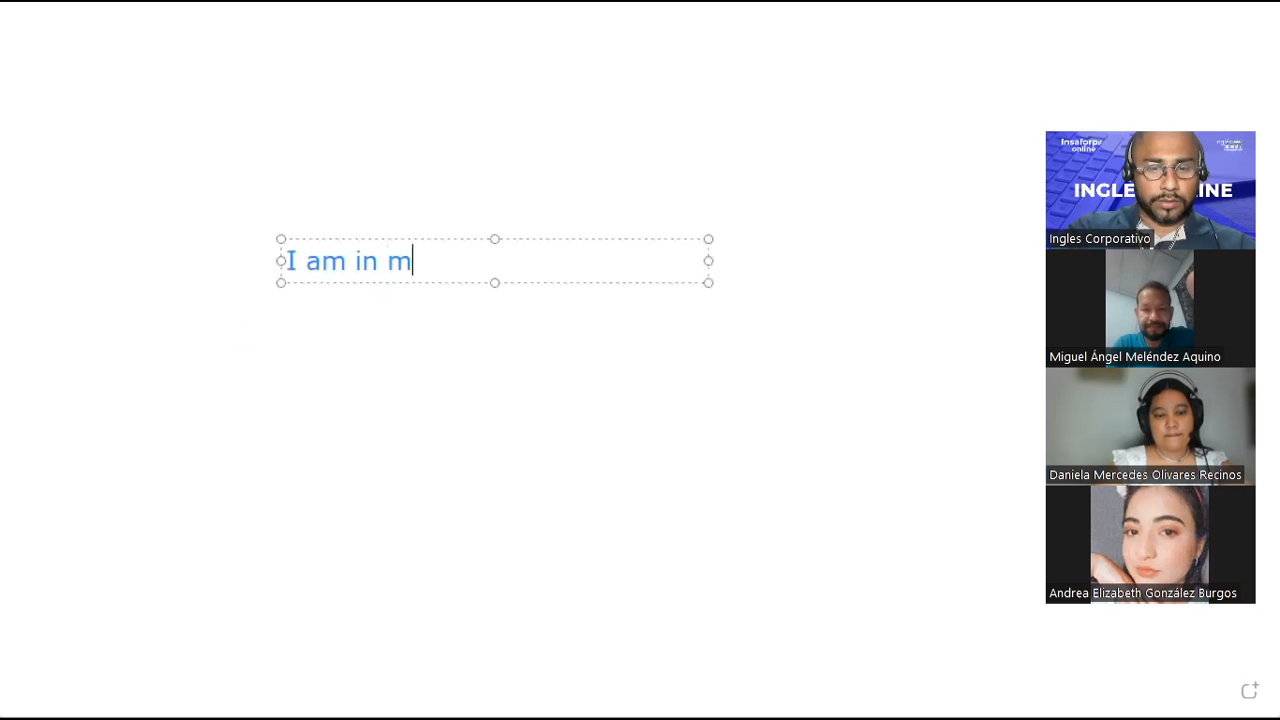 I am in m
Insaforp
online
INGLE
INE
Ingles Corporativo
Miguel Ángel Meléndez Aquino
Daniela Mercedes Olivares Recinos
Andrea Elizabeth González Burgos